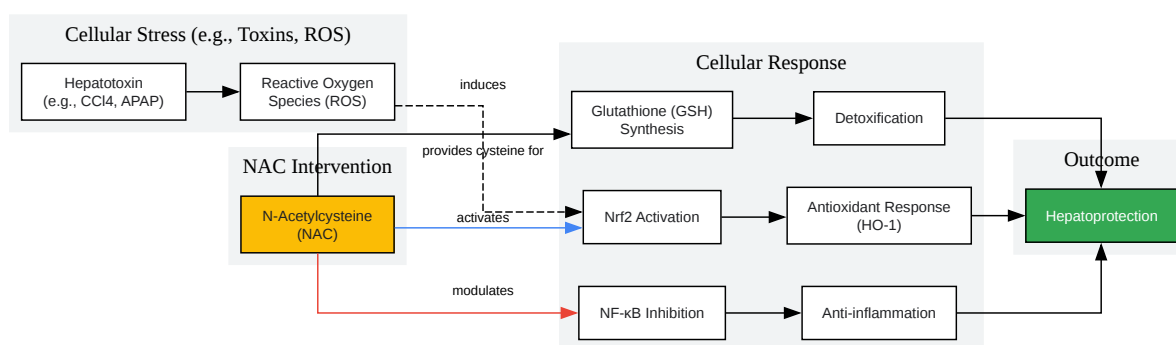 Cellular Stress (e.g., Toxins, ROS)
Hepatotoxin
(e.g., CCl4, APAP)
Reactive Oxygen
Species (ROS)
induces
Cellular Response
Glutathione (GSH)
Synthesis
Detoxification
provides cysteine for
NAC Intervention
N-Acetylcysteine
(NAC)
activates
Nrf2 Activation
Antioxidant Response
(HO-1)
Outcome
Hepatoprotection
modulates
NF-κB Inhibition
Anti-inflammation